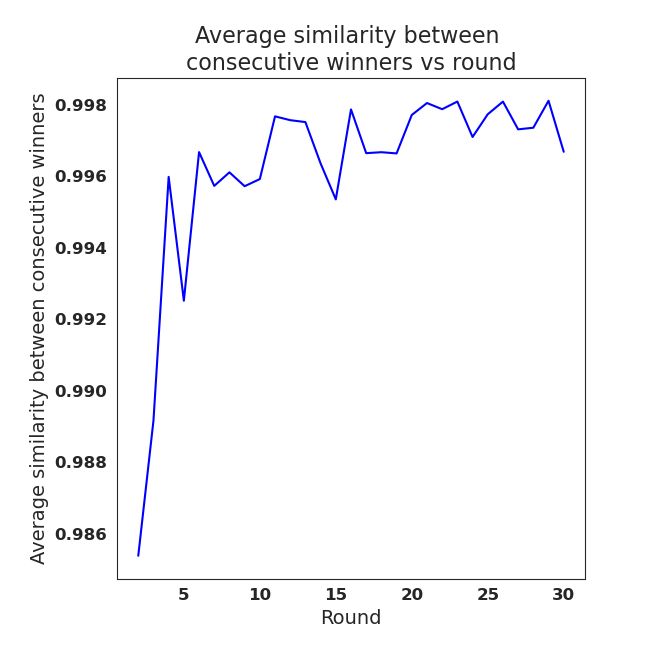 Average similarity between
consecutive winners vs round
Average similarity between consecutive winners
0.998
0.996
0.994
0.992
0.990
0.988
0.986
5 10 15 20 25 30
Round